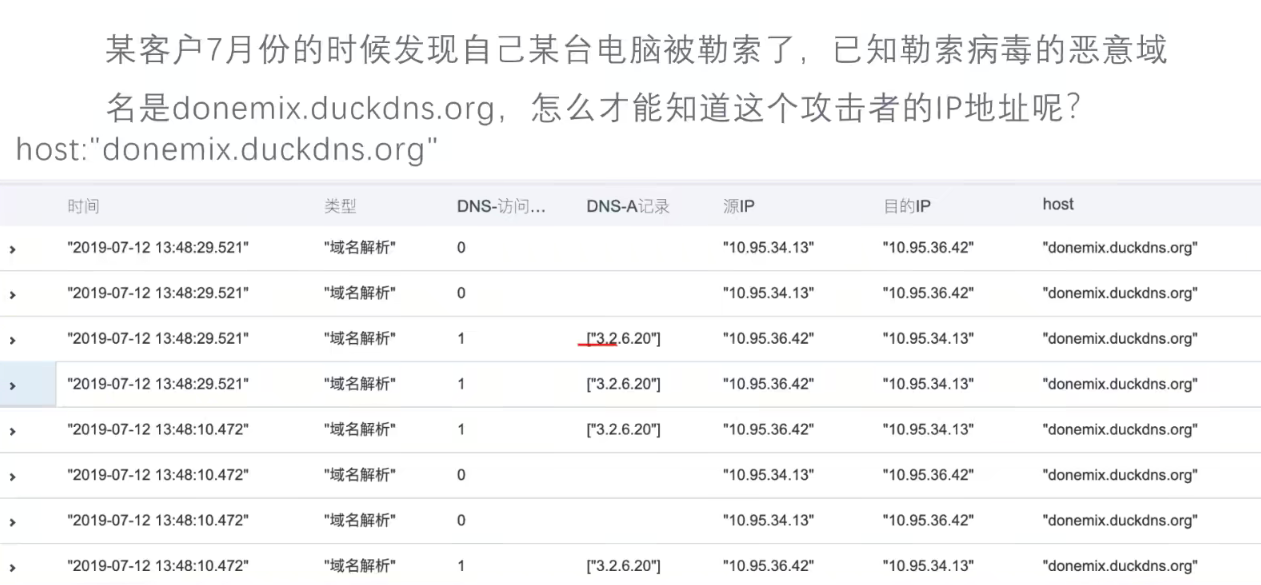 某客户7月份的时候发现自己某台电脑被勒索了，已知勒索病毒的恶意域
名是donemix.duckdns.org，怎么才能知道这个攻击者的IP地址呢？
host:"donemix.duckdns.org"
时间 类型 DNS-访问... DNS-A记录 源IP 目的IP host
"2019-07-12 13:48:29.521" "域名解析" 0 "10.95.34.13" "10.95.36.42" "donemix.duckdns.org"
"2019-07-12 13:48:29.521" "域名解析" 0 "10.95.34.13" "10.95.36.42" "donemix.duckdns.org"
"2019-07-12 13:48:29.521" "域名解析" 1 ["3.2.6.20"] "10.95.36.42" "10.95.34.13" "donemix.duckdns.org"
"2019-07-12 13:48:29.521" "域名解析" 1 ["3.2.6.20"] "10.95.36.42" "10.95.34.13" "donemix.duckdns.org"
"2019-07-12 13:48:10.472" "域名解析" 1 ["3.2.6.20"] "10.95.36.42" "10.95.34.13" "donemix.duckdns.org"
"2019-07-12 13:48:10.472" "域名解析" 0 "10.95.34.13" "10.95.36.42" "donemix.duckdns.org"
"2019-07-12 13:48:10.472" "域名解析" 0 "10.95.34.13" "10.95.36.42" "donemix.duckdns.org"
"2019-07-12 13:48:10.472" "域名解析" 1 ["3.2.6.20"] "10.95.36.42" "10.95.34.13" "donemix.duckdns.org"